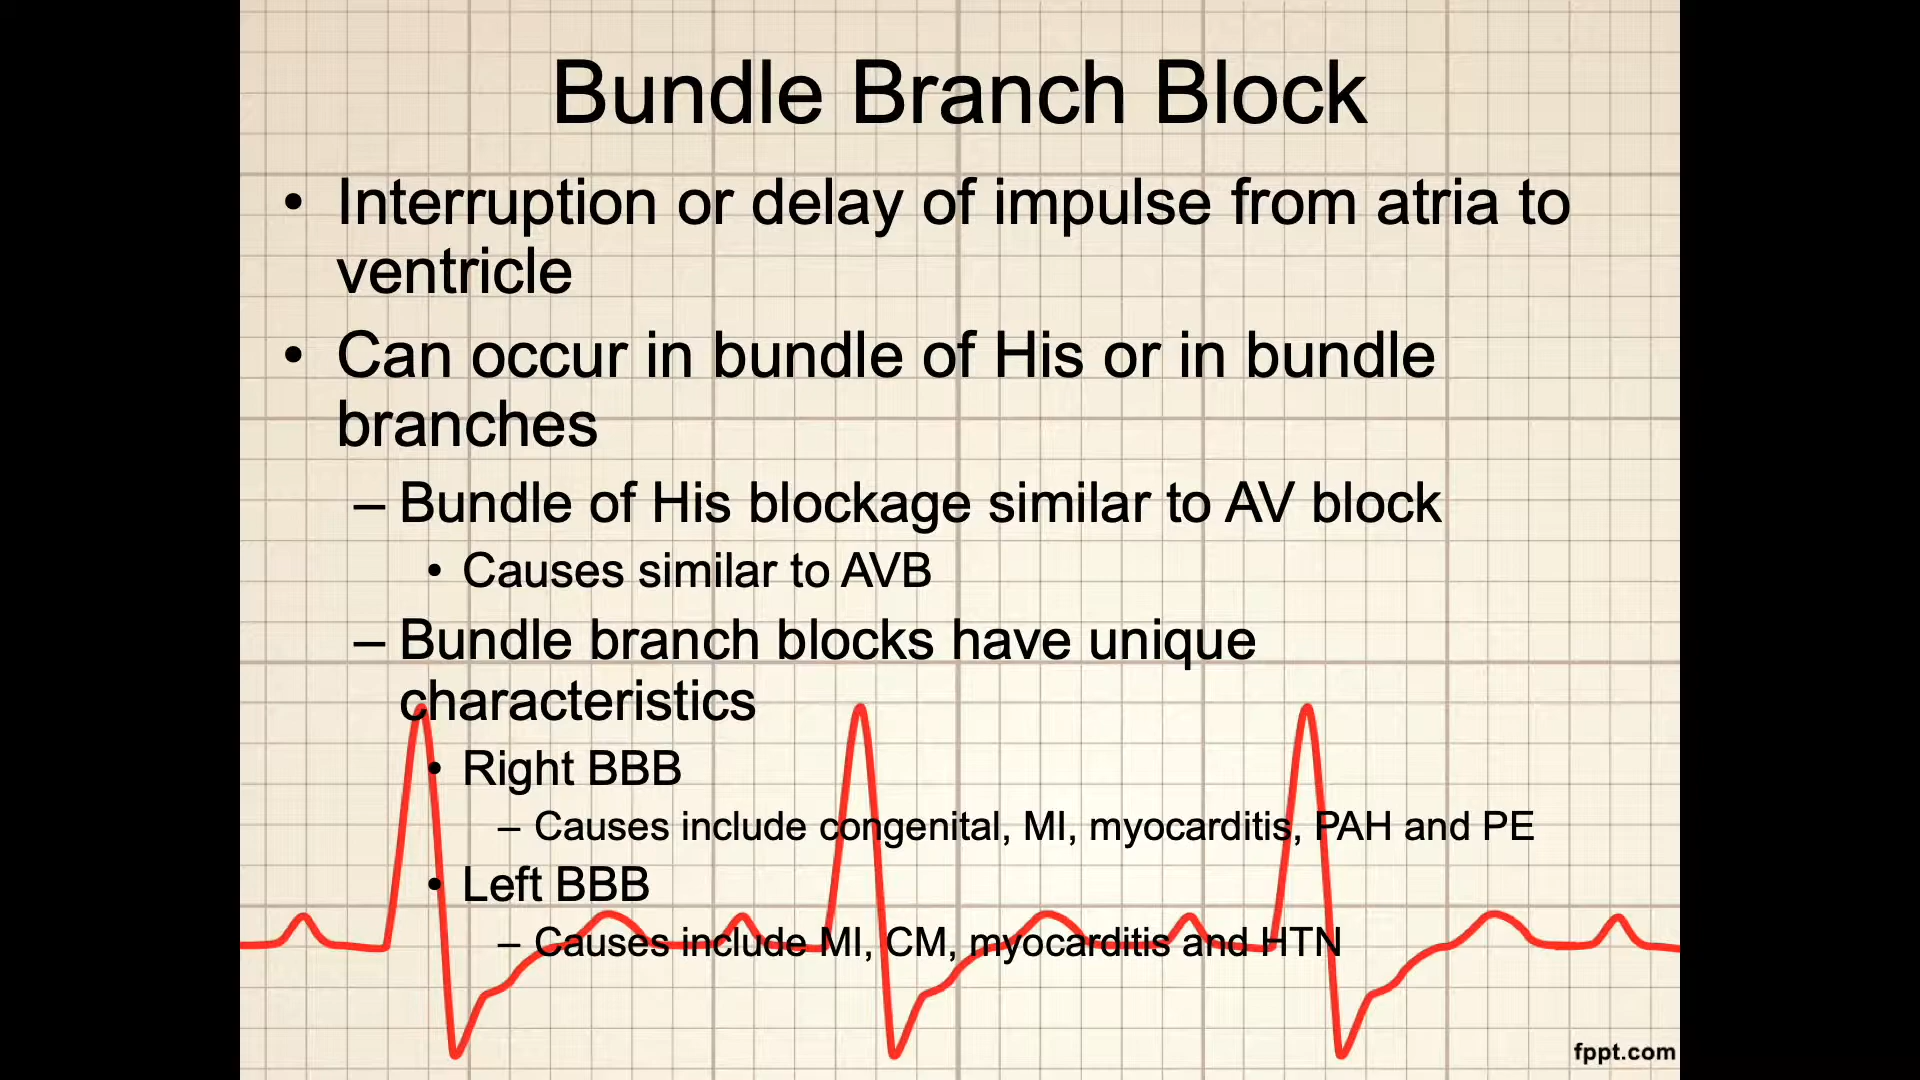 Bundle Branch Block
• Interruption or delay of impulse from atria to
ventricle
• Can occur in bundle of His or in bundle
branches
– Bundle of His blockage similar to AV block
• Causes similar to AVB
– Bundle branch blocks have unique
characteristics
• Right BBB
– Causes include congenital, MI, myocarditis, PAH and PE
• Left BBB
– Causes include MI, CM, myocarditis and HTN
fppt.com